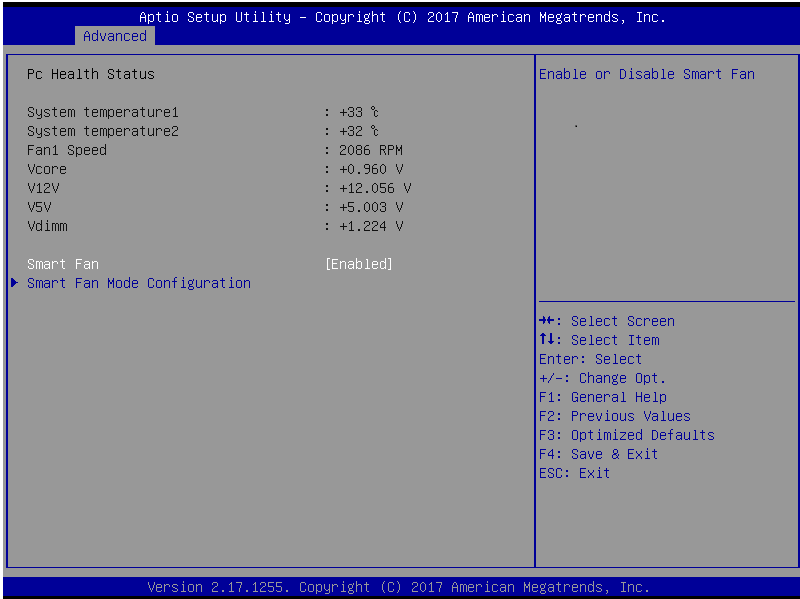 Aptio Setup Utility – Copyright (C) 2017 American Megatrends, Inc.
Advanced
Pc Health Status
System temperature1 : +33 ℃
System temperature2 : +32 ℃
Fan1 Speed : 2086 RPM
Vcore : +0.960 V
V12V : +12.056 V
V5V : +5.003 V
Vdimm : +1.224 V
Smart Fan [Enabled]
Smart Fan Mode Configuration
Enable or Disable Smart Fan
→←: Select Screen
↑↓: Select Item
Enter: Select
+/-: Change Opt.
F1: General Help
F2: Previous Values
F3: Optimized Defaults
F4: Save & Exit
ESC: Exit
Version 2.17.1255. Copyright (C) 2017 American Megatrends, Inc.